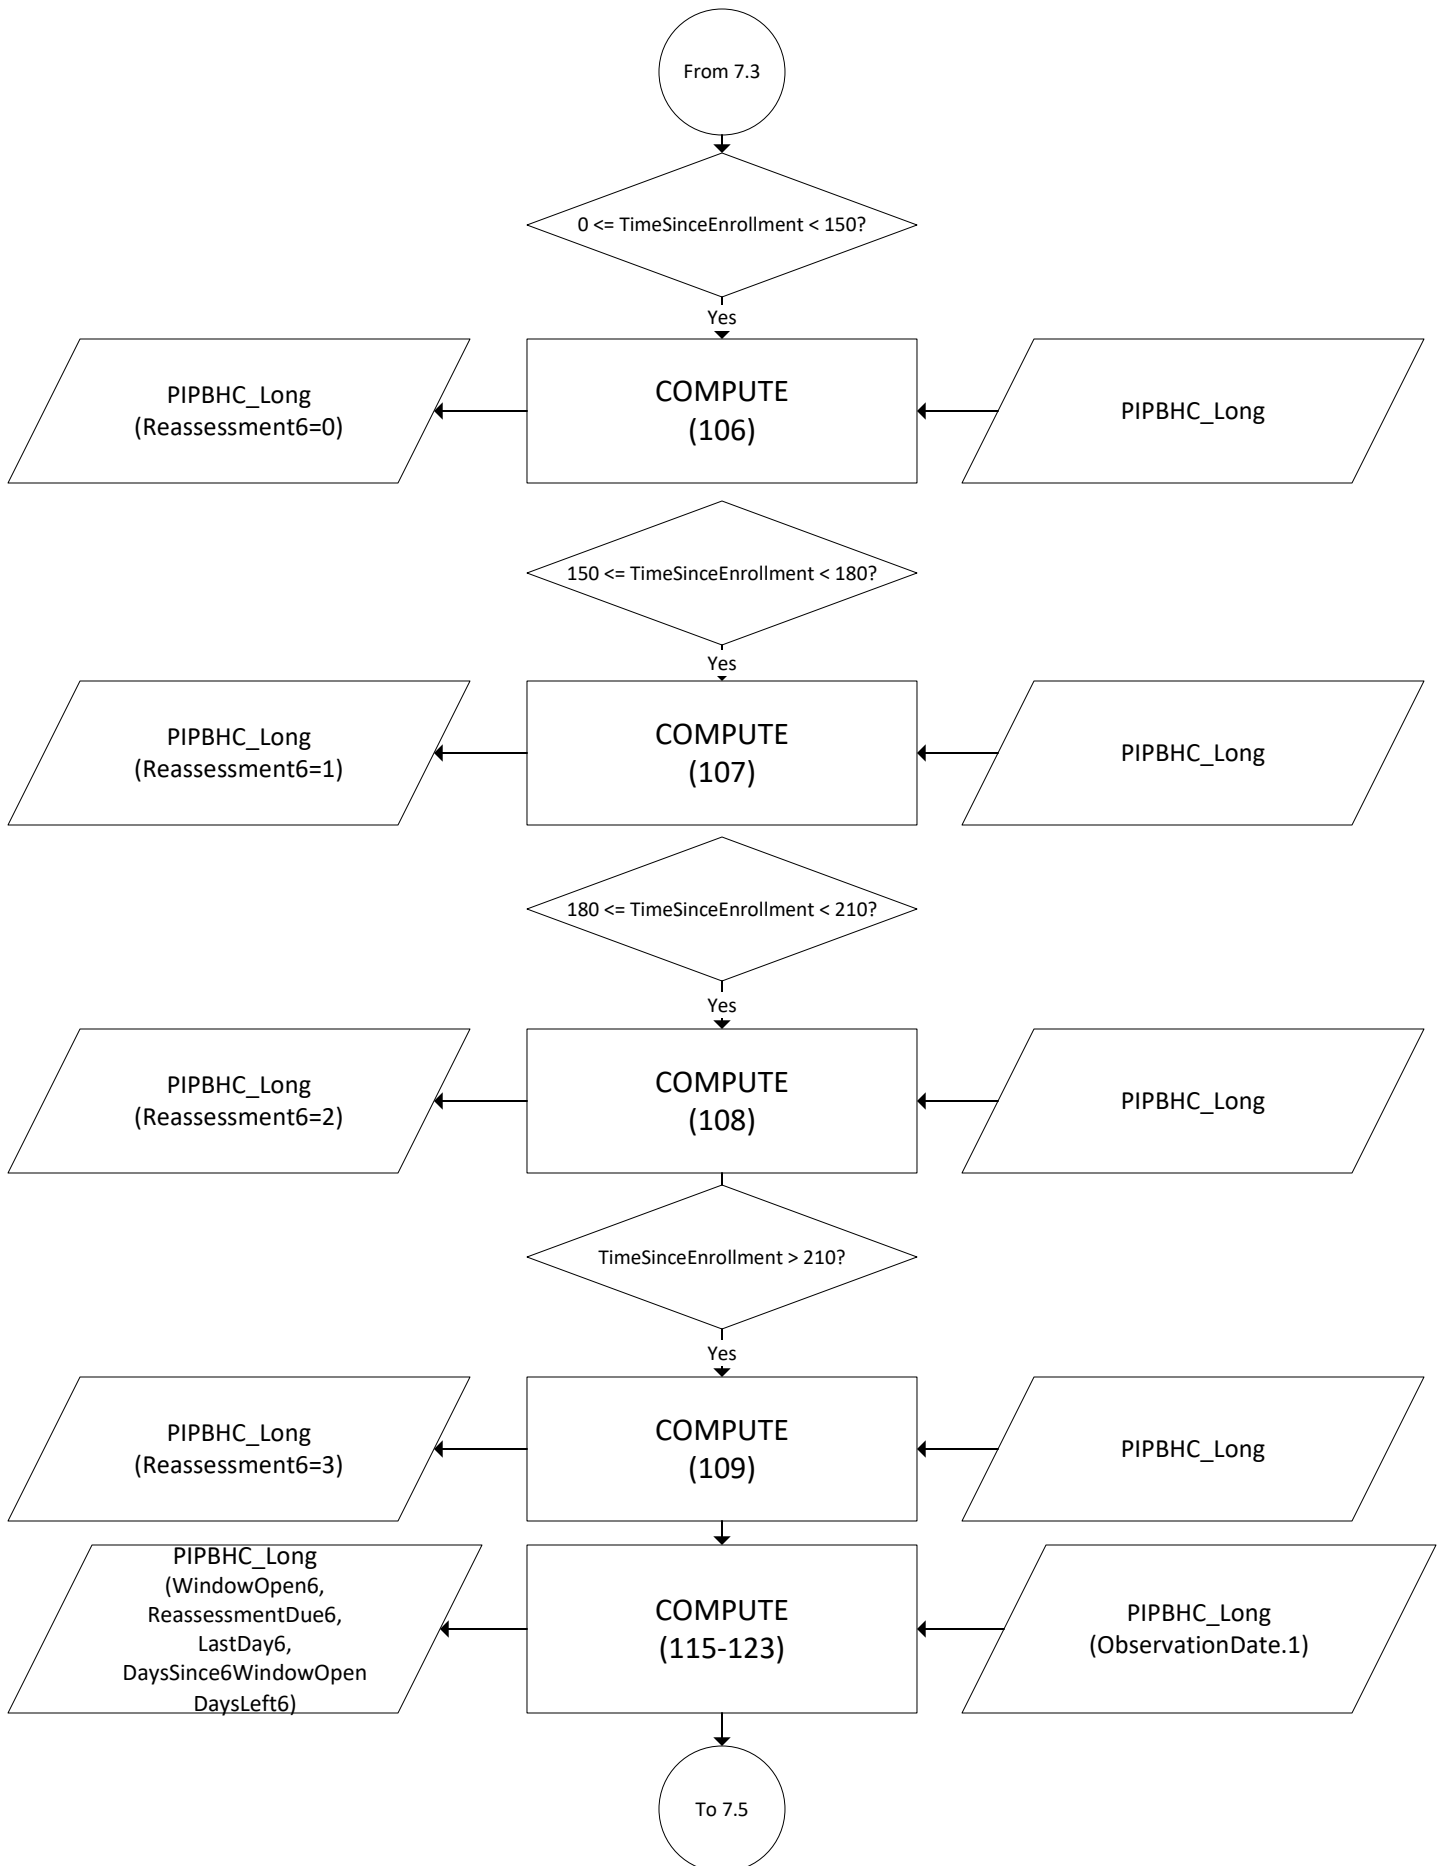 From 7.3
0 <= TimeSinceEnrollment < 150?
Yes
PIPBHC_Long
(Reassessment6=0)
COMPUTE
(106)
PIPBHC_Long
150 <= TimeSinceEnrollment < 180?
Yes
PIPBHC_Long
(Reassessment6=1)
COMPUTE
(107)
PIPBHC_Long
180 <= TimeSinceEnrollment < 210?
Yes
PIPBHC_Long
(Reassessment6=2)
COMPUTE
(108)
PIPBHC_Long
TimeSinceEnrollment > 210?
Yes
PIPBHC_Long
(Reassessment6=3)
COMPUTE
(109)
PIPBHC_Long
PIPBHC_Long
(WindowOpen6,
ReassessmentDue6,
LastDay6,
DaysSince6WindowOpen
DaysLeft6)
COMPUTE
(115-123)
PIPBHC_Long
(ObservationDate.1)
To 7.5